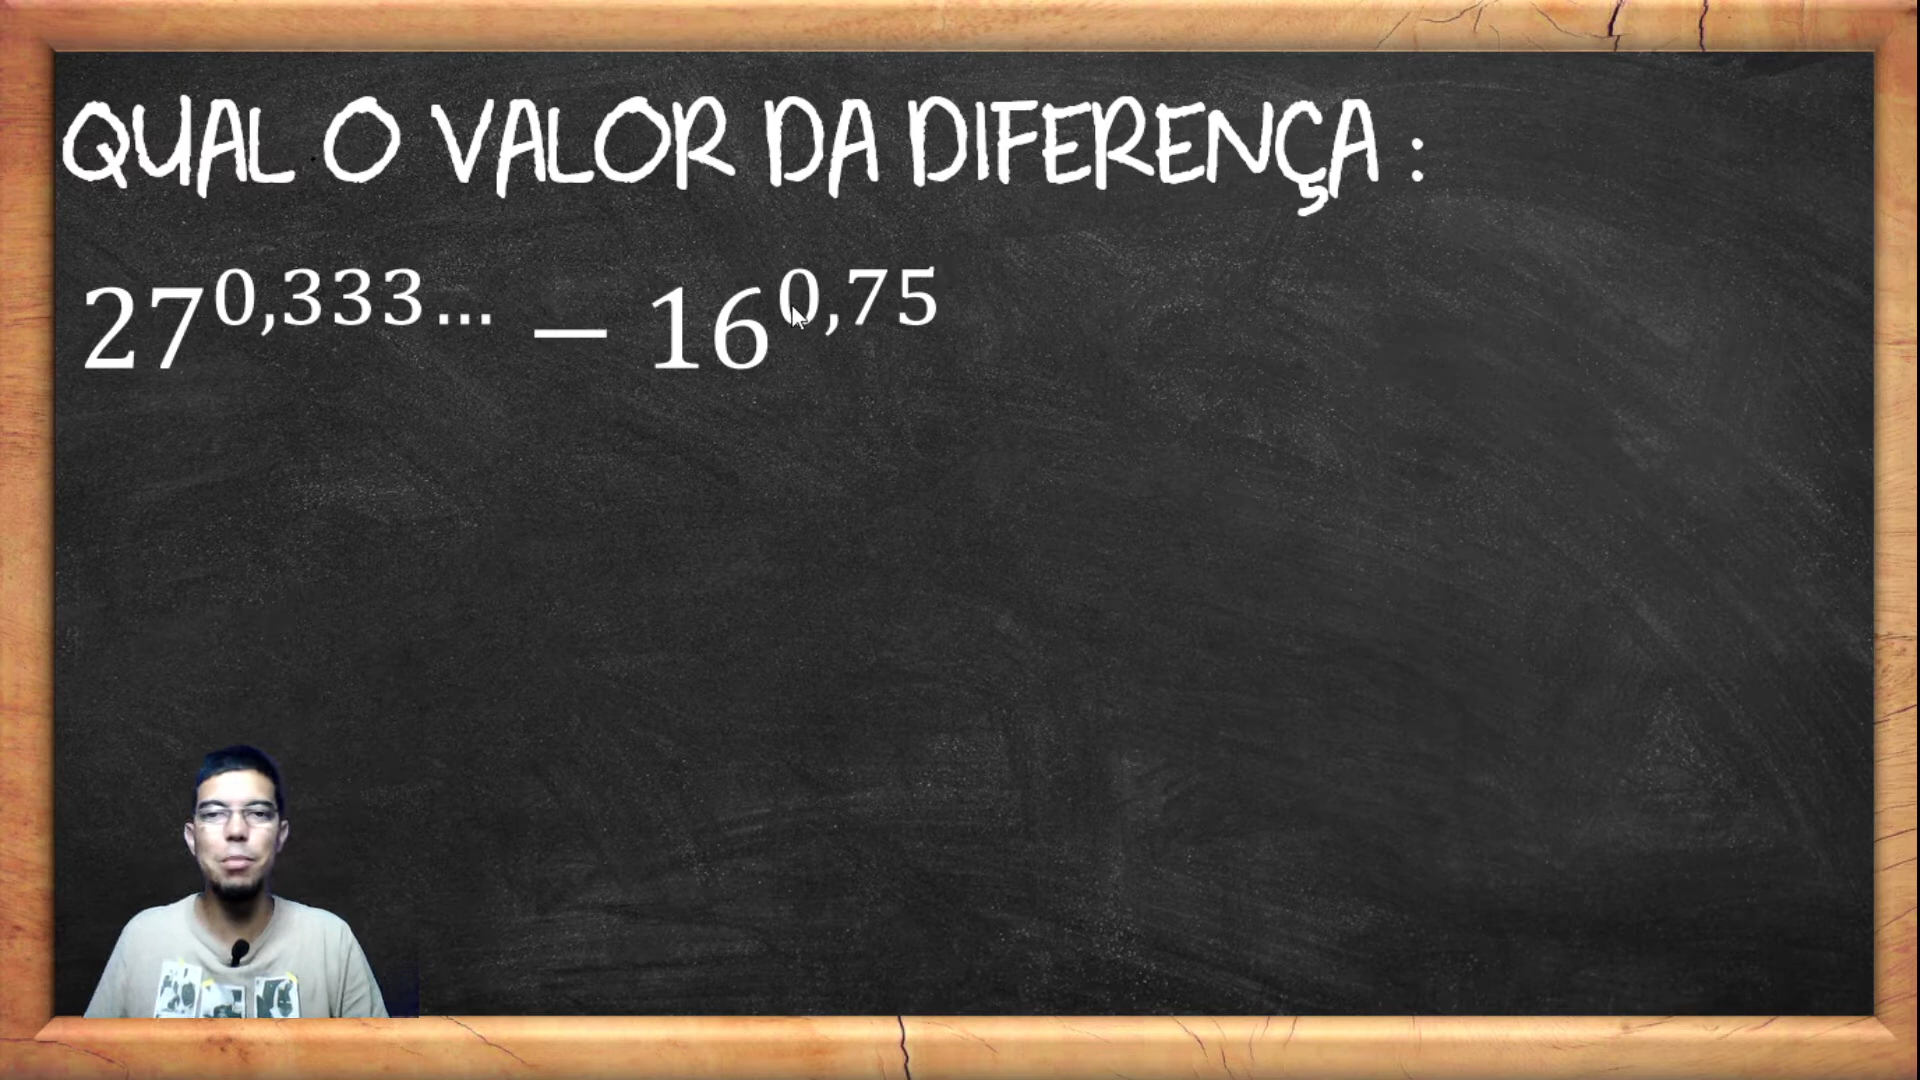 QUAL O VALOR DA DIFERENÇA :
27^0,333... − 16^0,75